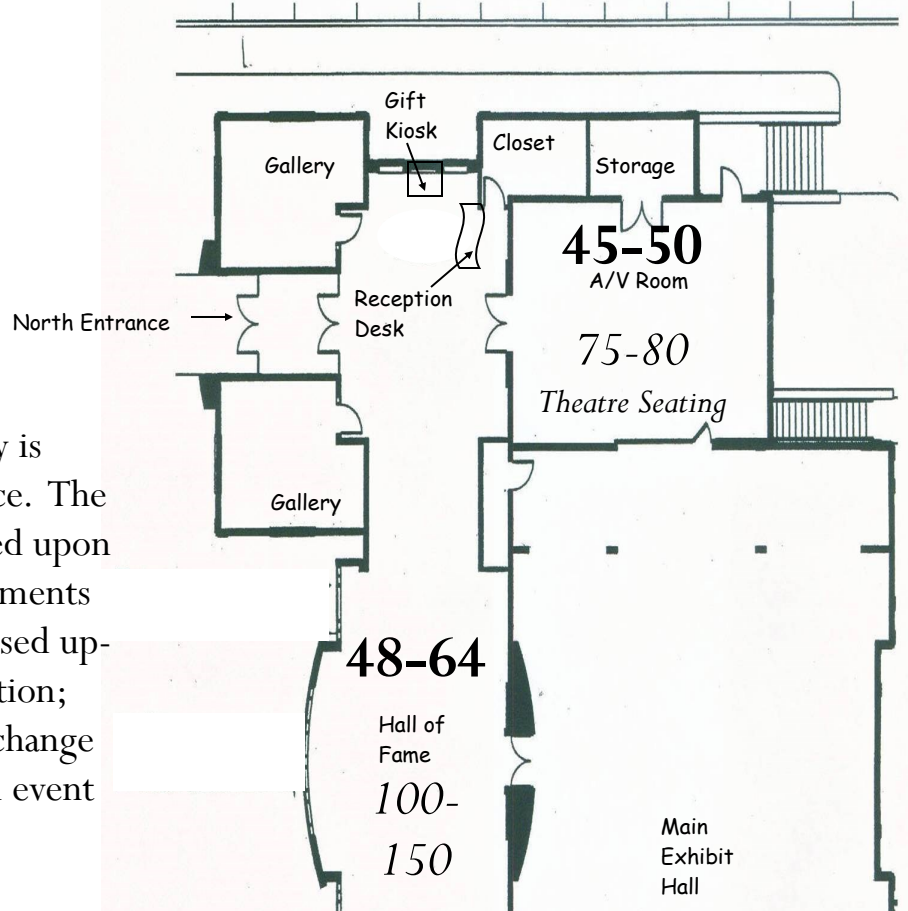 Gift
Kiosk
Closet
Gallery
Storage
45-50
A/V Room
Reception
Desk
North Entrance
75-80
Theatre Seating
y is
ce. The
Gallery
ed upon
ments
sed up-
48-64
tion;
Hall of
Fame
change
event
100-
150
Main
Exhibit
Hall